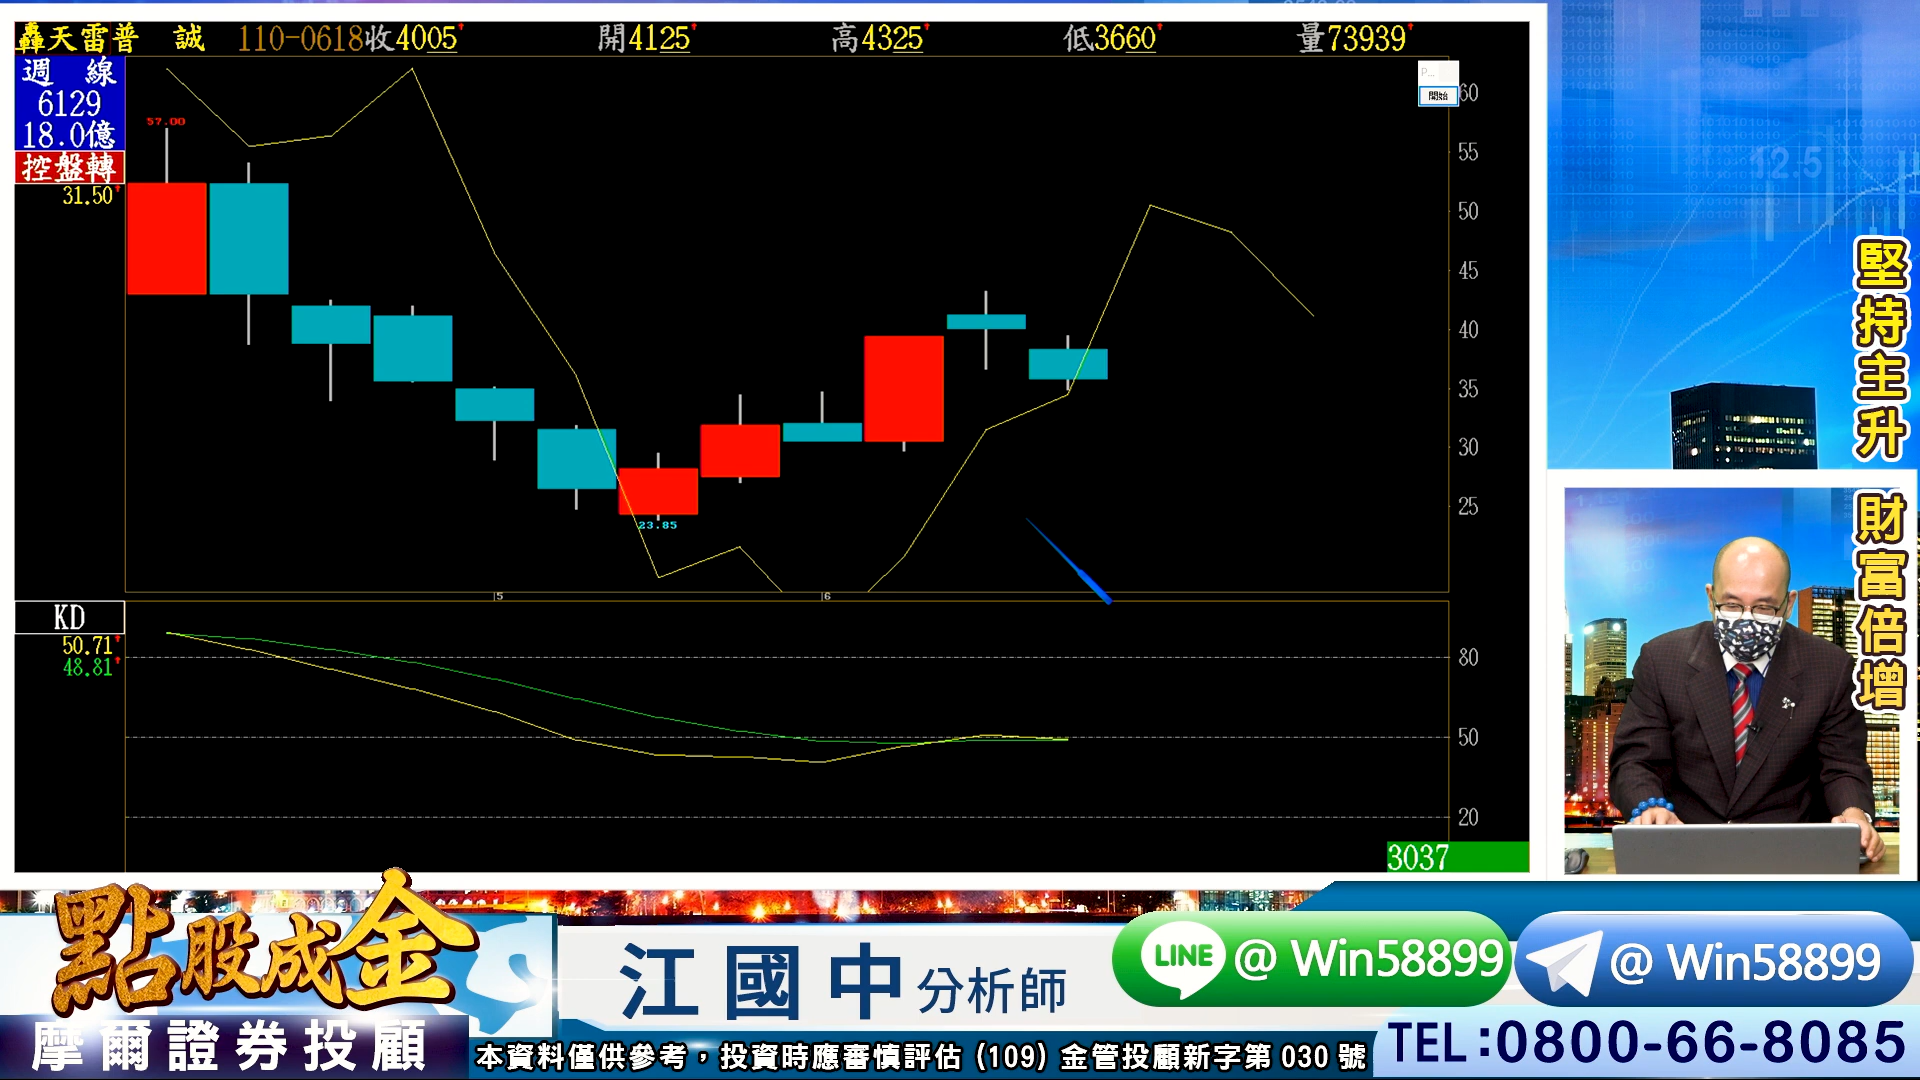 轟天雷普　誠　110-0618收4005　開4125　高4325　低3660　量73939
週　線
6129
18.0億
控盤轉
31.50
57.00
23.85
開始
60
55
50
45
40
35
30
25
5
6
KD
50.71
48.81
80
50
20
3037
堅持主升　財富倍增
點股成金
摩爾證券投顧
江國中分析師
LINE @ Win58899
@ Win58899
TEL:0800-66-8085
本資料僅供參考，投資時應審慎評估 (109) 金管投顧新字第 030 號